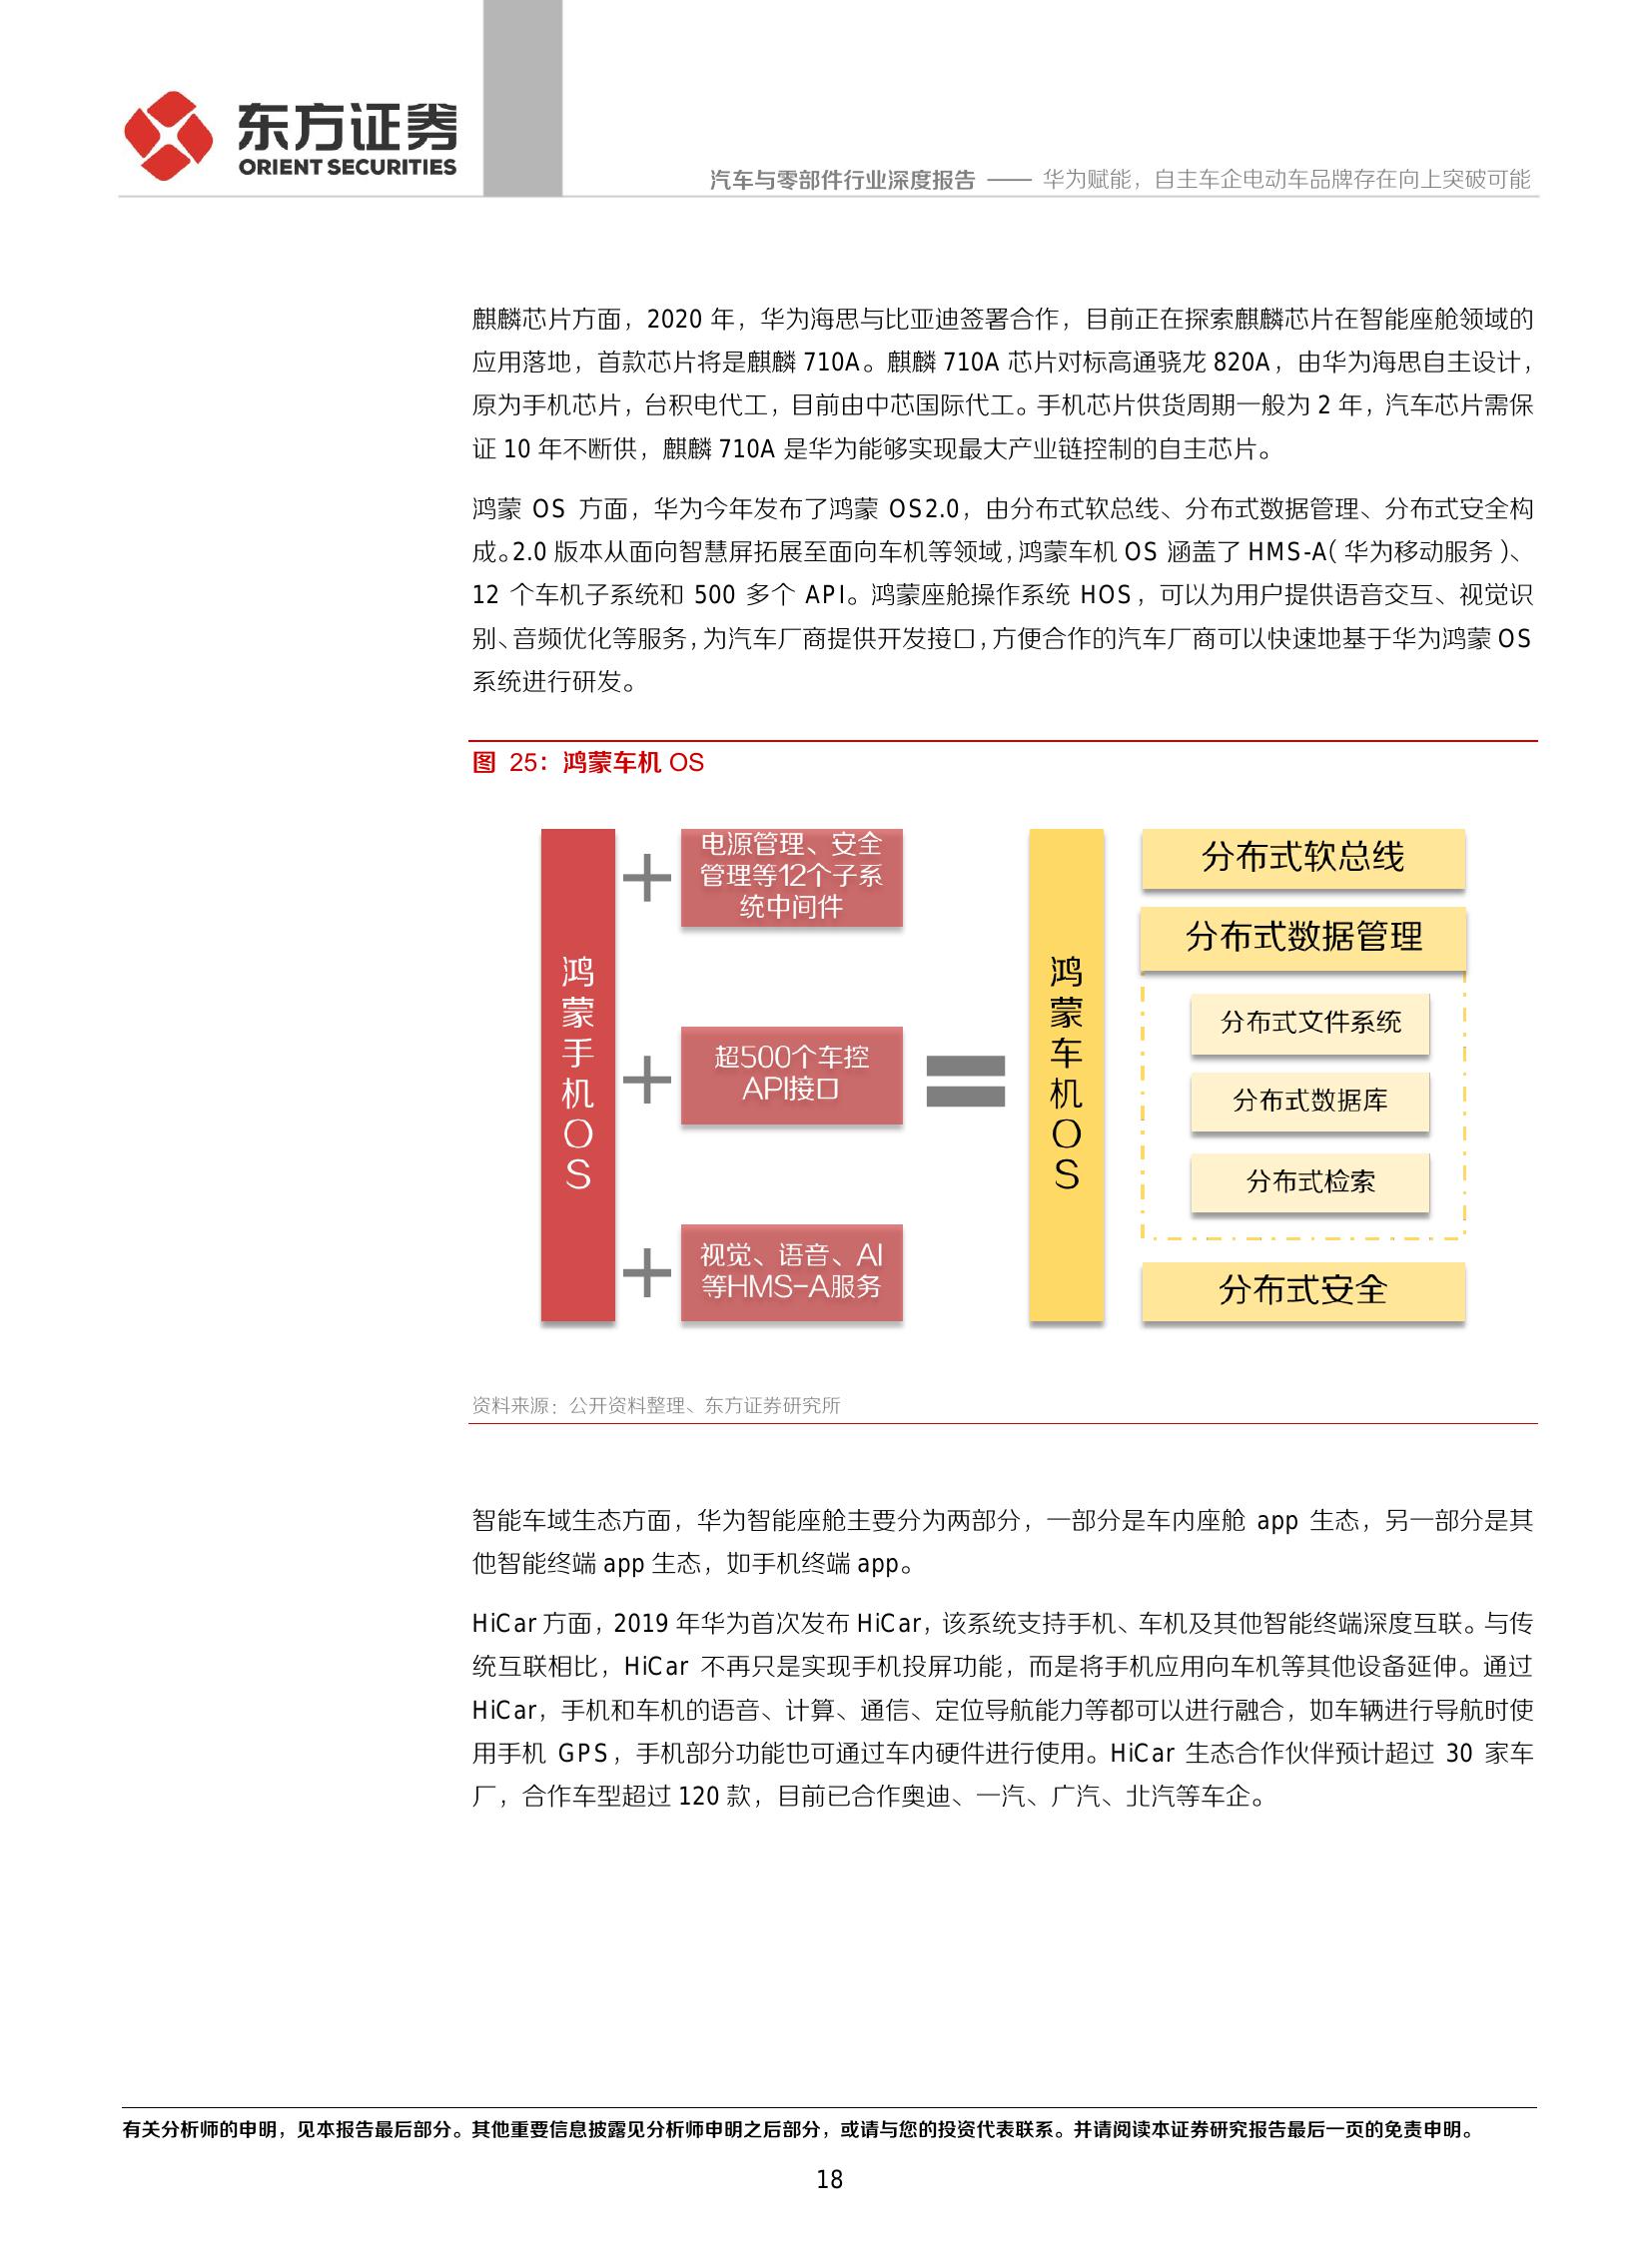 东方证券
ORIENT SECURITIES
汽车与零部件行业深度报告 —— 华为赋能，自主车企电动车品牌存在向上突破可能
麒麟芯片方面，2020 年，华为海思与比亚迪签署合作，目前正在探索麒麟芯片在智能座舱领域的
应用落地，首款芯片将是麒麟 710A。麒麟 710A 芯片对标高通骁龙 820A，由华为海思自主设计，
原为手机芯片，台积电代工，目前由中芯国际代工。手机芯片供货周期一般为 2 年，汽车芯片需保
证 10 年不断供，麒麟 710A 是华为能够实现最大产业链控制的自主芯片。
鸿蒙 OS 方面，华为今年发布了鸿蒙 OS2.0，由分布式软总线、分布式数据管理、分布式安全构
成。2.0 版本从面向智慧屏拓展至面向车机等领域，鸿蒙车机 OS 涵盖了 HMS-A（华为移动服务）、
12 个车机子系统和 500 多个 API。鸿蒙座舱操作系统 HOS，可以为用户提供语音交互、视觉识
别、音频优化等服务，为汽车厂商提供开发接口，方便合作的汽车厂商可以快速地基于华为鸿蒙 OS
系统进行研发。
图 25：鸿蒙车机 OS
鸿蒙手机OS
+
电源管理、安全
管理等12个子系
统中间件
+
超500个车控
API接口
+
视觉、语音、AI
等HMS-A服务
=
鸿蒙车机OS
分布式软总线
分布式数据管理
分布式文件系统
分布式数据库
分布式检索
分布式安全
资料来源：公开资料整理、东方证券研究所
智能车域生态方面，华为智能座舱主要分为两部分，一部分是车内座舱 app 生态，另一部分是其
他智能终端 app 生态，如手机终端 app。
HiCar 方面，2019 年华为首次发布 HiCar，该系统支持手机、车机及其他智能终端深度互联。与传
统互联相比，HiCar 不再只是实现手机投屏功能，而是将手机应用向车机等其他设备延伸。通过
HiCar，手机和车机的语音、计算、通信、定位导航能力等都可以进行融合，如车辆进行导航时使
用手机 GPS，手机部分功能也可通过车内硬件进行使用。HiCar 生态合作伙伴预计超过 30 家车
厂，合作车型超过 120 款，目前已合作奥迪、一汽、广汽、北汽等车企。
有关分析师的申明，见本报告最后部分。其他重要信息披露见分析师申明之后部分，或请与您的投资代表联系。并请阅读本证券研究报告最后一页的免责申明。
18